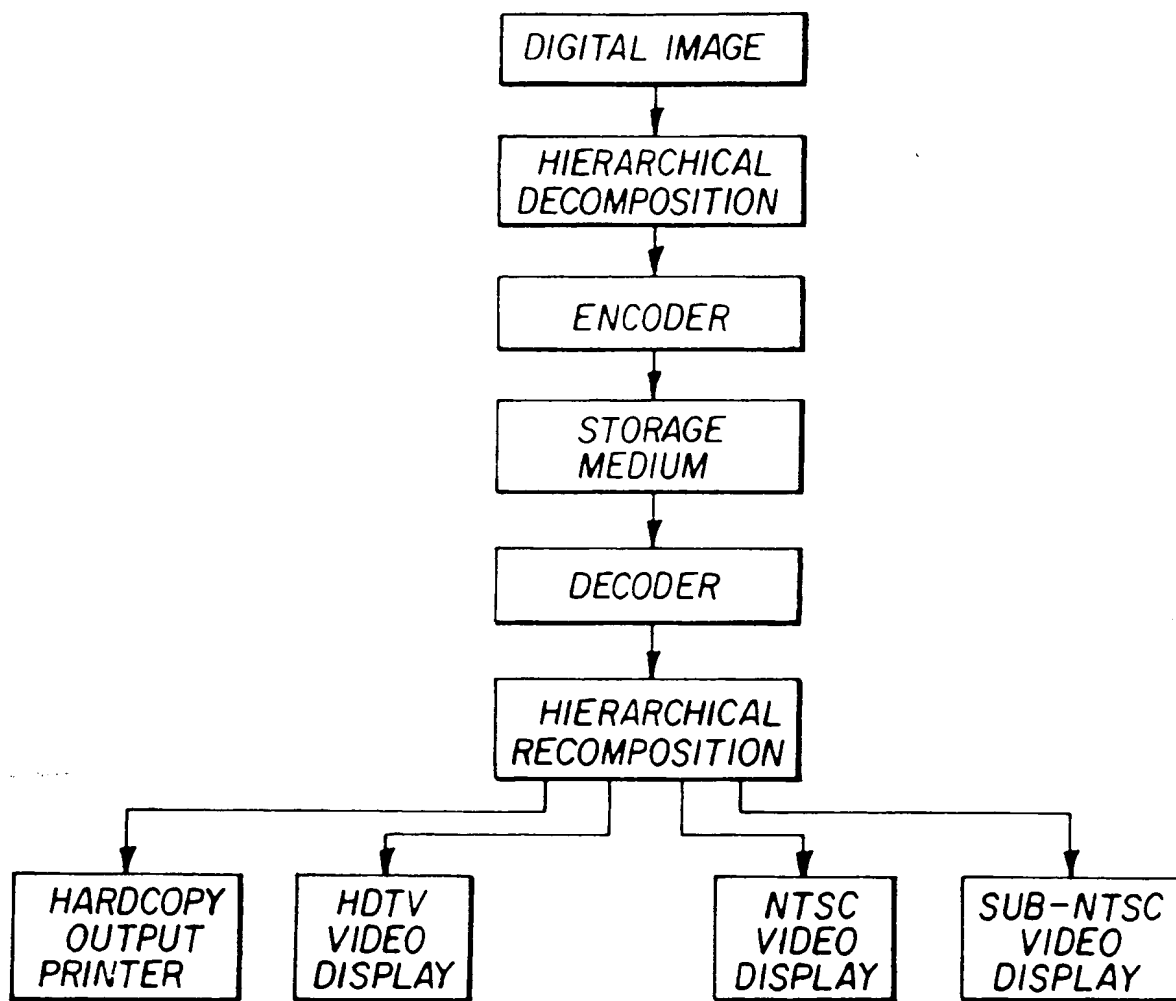 DIGITAL IMAGE
HIERARCHICAL
DECOMPOSITION
ENCODER
STORAGE
MEDIUM
DECODER
HIERARCHICAL
RECOMPOSITION
HARDCOPY
OUTPUT
PRINTER
HDTV
VIDEO
DISPLAY
NTSC
VIDEO
DISPLAY
SUB-NTSC
VIDEO
DISPLAY